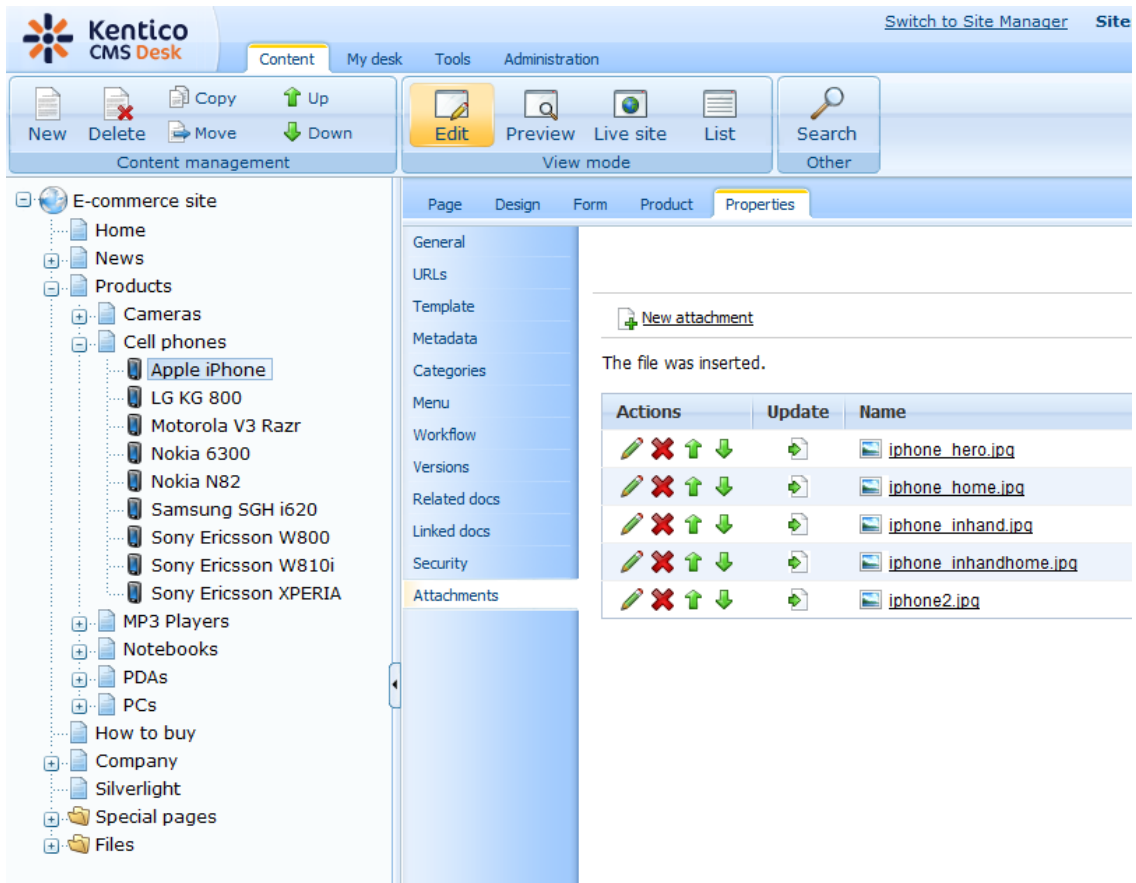 Kentico
CMS Desk
Switch to Site Manager Site
Content My desk Tools Administration
New Delete Copy Move Up Down
Content management
Edit Preview Live site List
View mode
Search
Other
E-commerce site
Home
News
Products
Cameras
Cell phones
Apple iPhone
LG KG 800
Motorola V3 Razr
Nokia 6300
Nokia N82
Samsung SGH i620
Sony Ericsson W800
Sony Ericsson W810i
Sony Ericsson XPERIA
MP3 Players
Notebooks
PDAs
PCs
How to buy
Company
Silverlight
Special pages
Files
Page Design Form Product Properties
General
URLs
Template
Metadata
Categories
Menu
Workflow
Versions
Related docs
Linked docs
Security
Attachments
New attachment
The file was inserted.
Actions Update Name
iphone_hero.jpg
iphone_home.jpg
iphone_inhand.jpg
iphone_inhandhome.jpg
iphone2.jpg